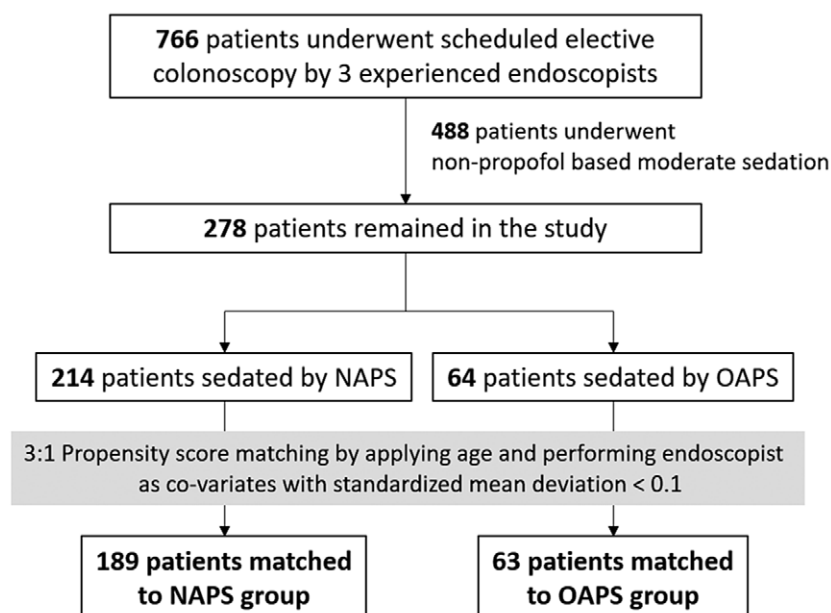 766 patients underwent scheduled elective
colonoscopy by 3 experienced endoscopists
488 patients underwent
non-propofol based moderate sedation
278 patients remained in the study
214 patients sedated by NAPS
64 patients sedated by OAPS
3:1 Propensity score matching by applying age and performing endoscopist
as co-variates with standardized mean deviation < 0.1
189 patients matched
to NAPS group
63 patients matched
to OAPS group